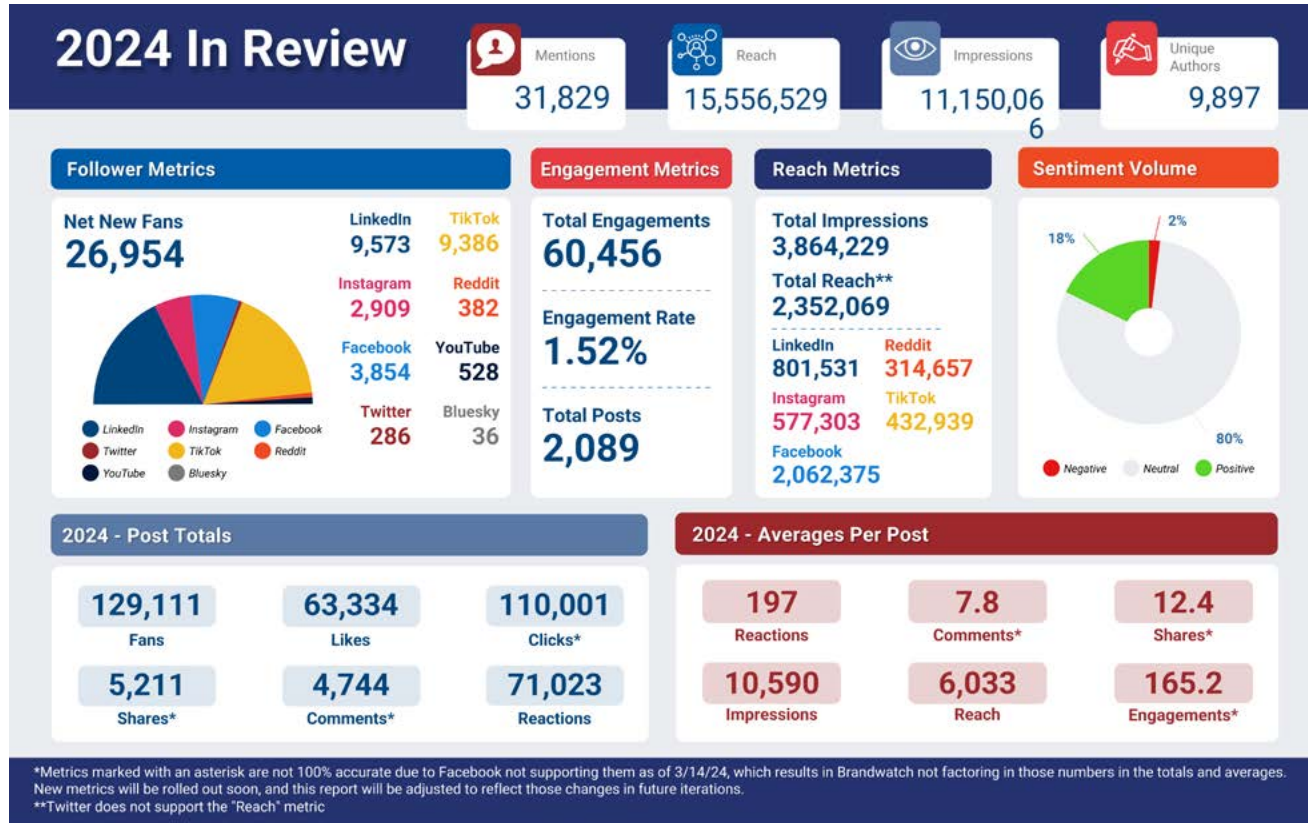 2024 In Review
Mentions
31,829
Reach
15,556,529
Impressions
11,150,06
6
Unique
Authors
9,897
Follower Metrics
Net New Fans
26,954
LinkedIn
9,573
TikTok
9,386
Instagram
2,909
Reddit
382
Facebook
3,854
YouTube
528
Twitter
286
Bluesky
36
LinkedIn
Instagram
Facebook
Twitter
TikTok
Reddit
YouTube
Bluesky
Engagement Metrics
Total Engagements
60,456
Engagement Rate
1.52%
Total Posts
2,089
Reach Metrics
Total Impressions
3,864,229
Total Reach**
2,352,069
LinkedIn
801,531
Reddit
314,657
Instagram
577,303
TikTok
432,939
Facebook
2,062,375
Sentiment Volume
2%
18%
80%
Negative
Neutral
Positive
2024 - Post Totals
129,111
Fans
63,334
Likes
110,001
Clicks*
5,211
Shares*
4,744
Comments*
71,023
Reactions
2024 - Averages Per Post
197
Reactions
7.8
Comments*
12.4
Shares*
10,590
Impressions
6,033
Reach
165.2
Engagements*
*Metrics marked with an asterisk are not 100% accurate due to Facebook not supporting them as of 3/14/24, which results in Brandwatch not factoring in those numbers in the totals and averages.
New metrics will be rolled out soon, and this report will be adjusted to reflect those changes in future iterations.
**Twitter does not support the "Reach" metric